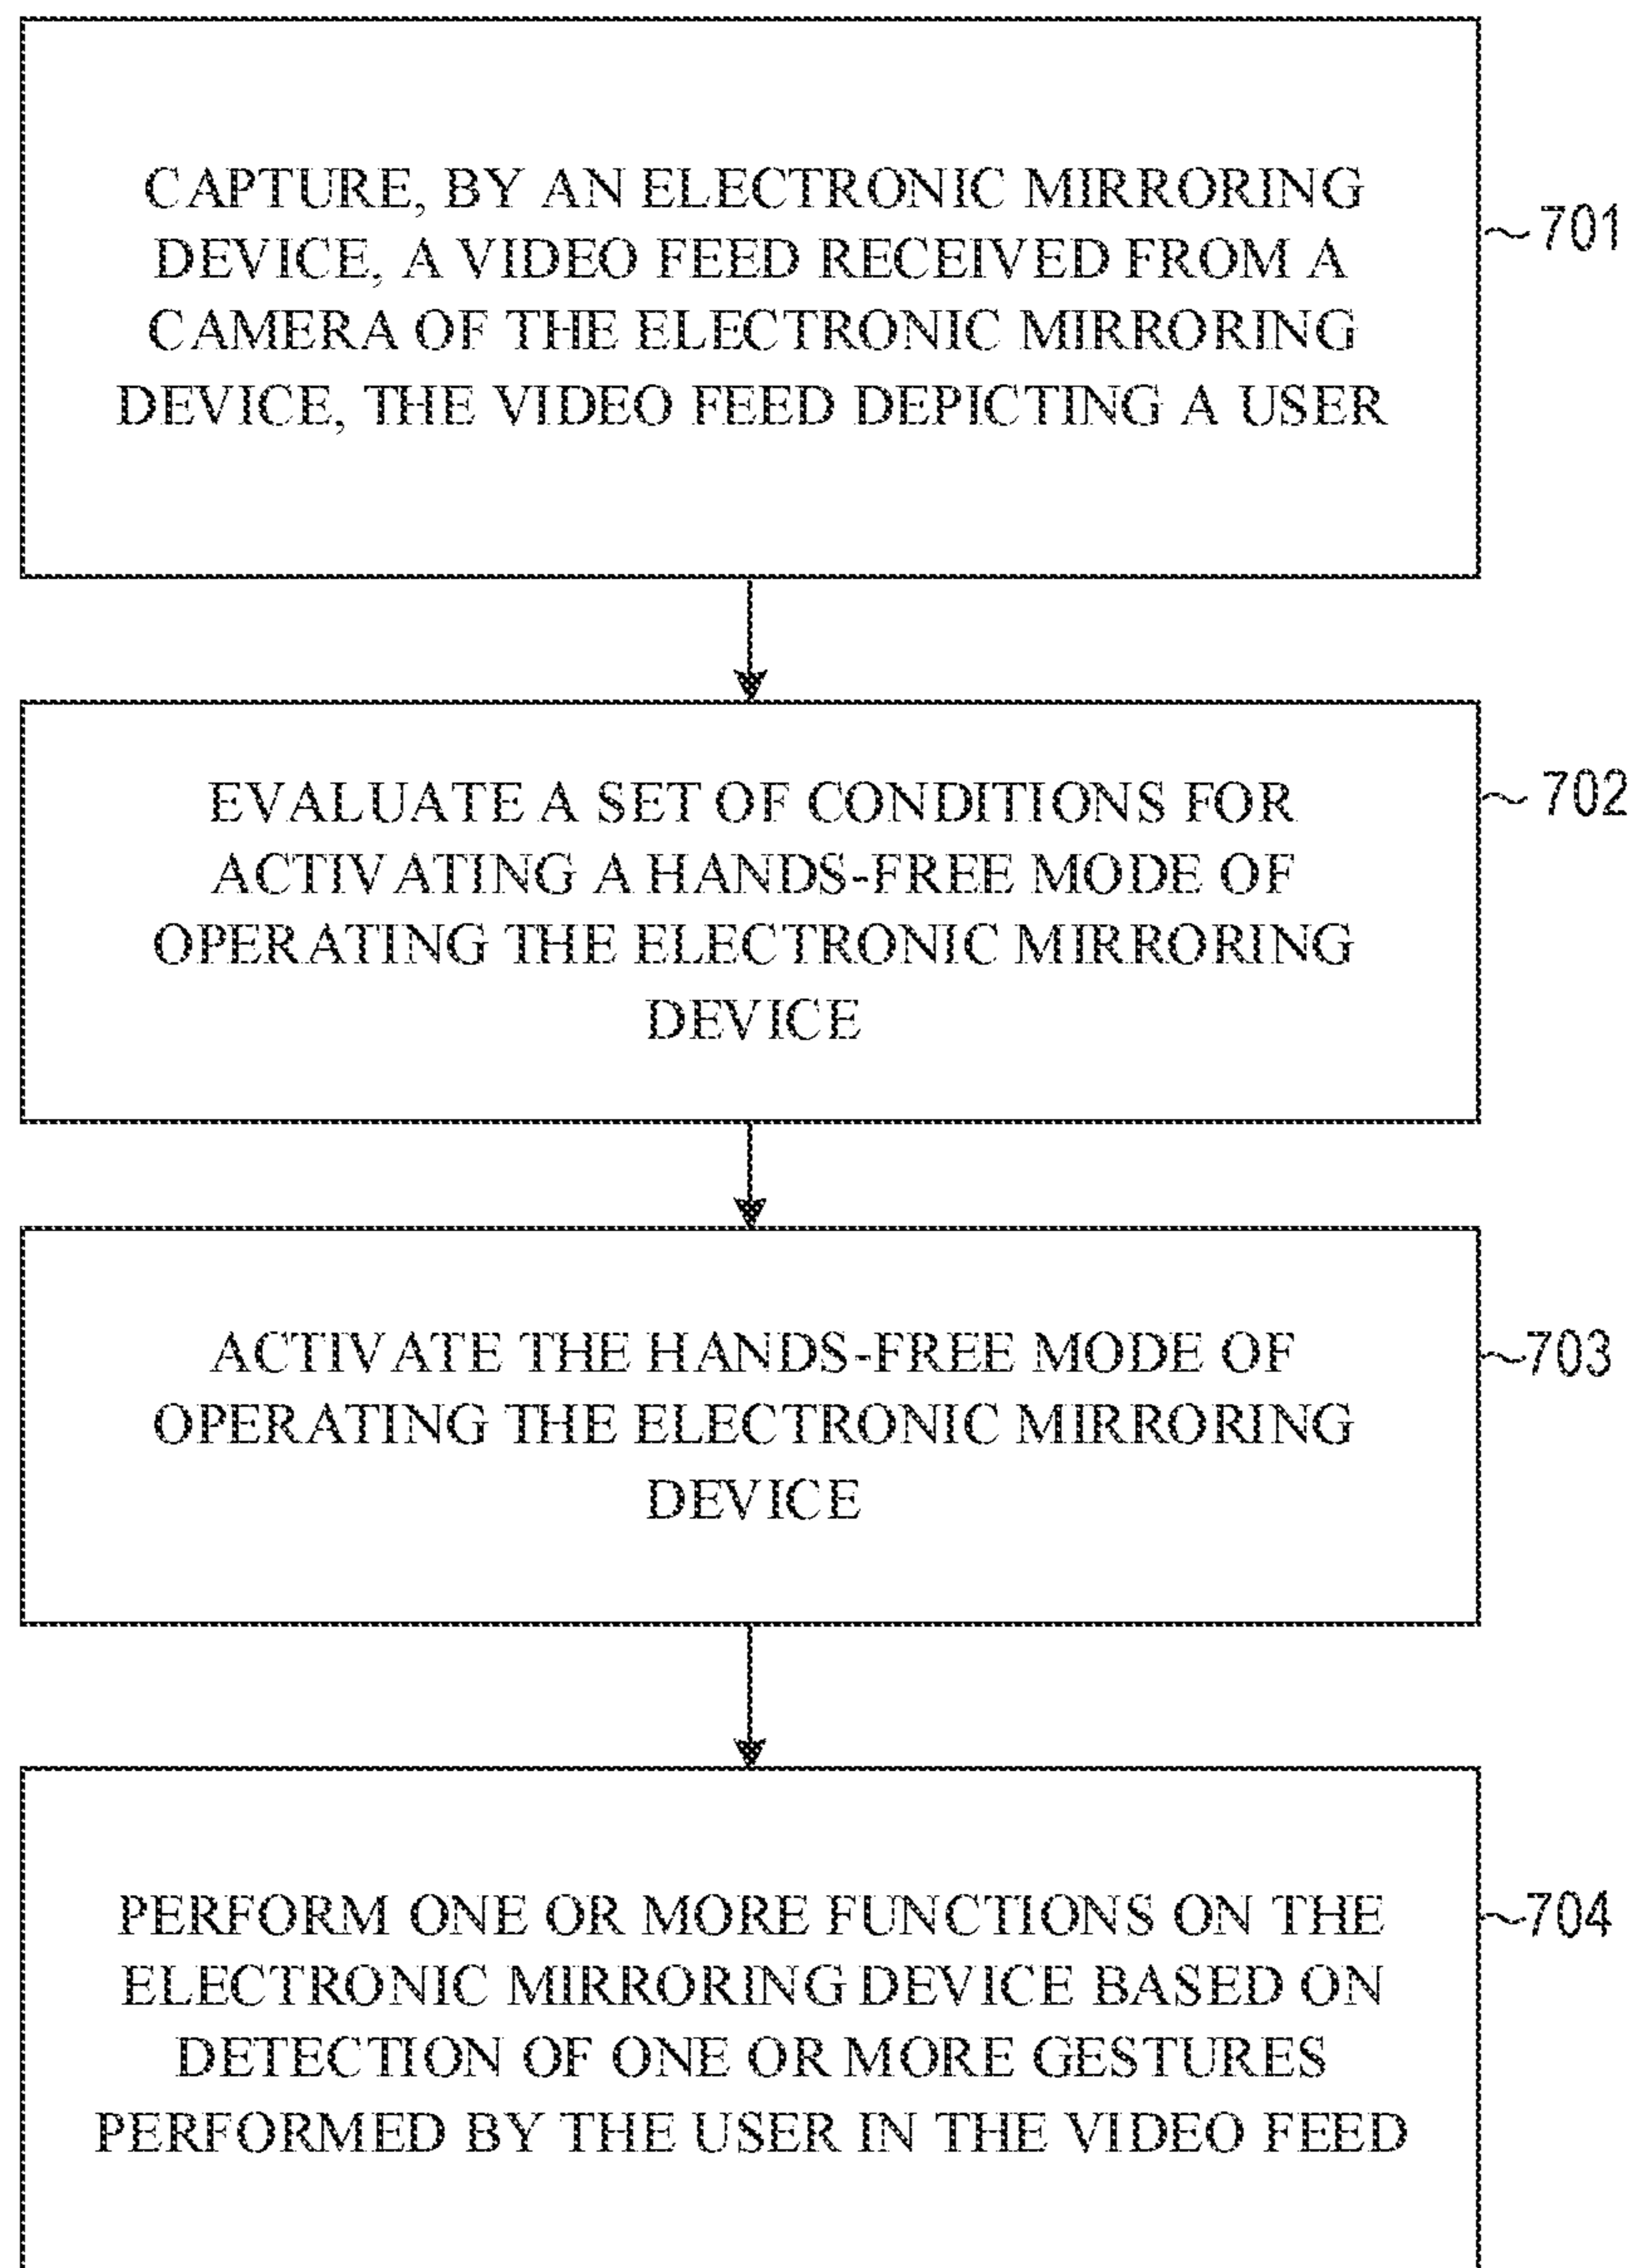 CAPTURE, BY AN ELECTRONIC MIRRORING
DEVICE, A VIDEO FEED RECEIVED FROM A
CAMERA OF THE ELECTRONIC MIRRORING
DEVICE, THE VIDEO FEED DEPICTING A USER
701
EVALUATE A SET OF CONDITIONS FOR
ACTIVATING A HANDS-FREE MODE OF
OPERATING THE ELECTRONIC MIRRORING
DEVICE
702
ACTIVATE THE HANDS-FREE MODE OF
OPERATING THE ELECTRONIC MIRRORING
DEVICE
703
PERFORM ONE OR MORE FUNCTIONS ON THE
ELECTRONIC MIRRORING DEVICE BASED ON
DETECTION OF ONE OR MORE GESTURES
PERFORMED BY THE USER IN THE VIDEO FEED
704